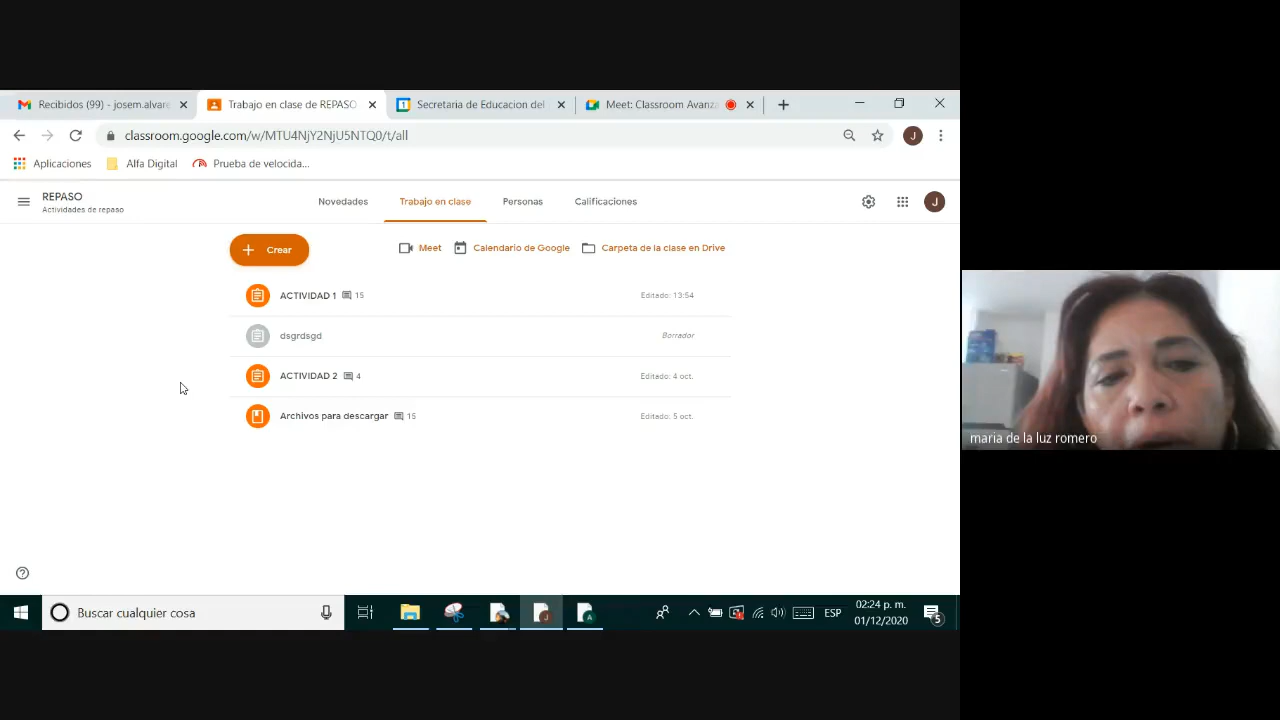 Recibidos (99) - josem.alvare
Trabajo en clase de REPASO
Secretaria de Educacion del
Meet: Classroom Avanza
classroom.google.com/w/MTU4NjY2NjU5NTQ0/t/all
J
Aplicaciones
Alfa Digital
Prueba de velocida...
REPASO
Actividades de repaso
Novedades
Trabajo en clase
Personas
Calificaciones
J
Crear
Meet
Calendario de Google
Carpeta de la clase en Drive
ACTIVIDAD 1 15
Editado: 13:54
dsgrdsgd
Borrador
ACTIVIDAD 2 4
Editado: 4 oct.
Archivos para descargar 15
Editado: 5 oct.
maria de la luz romero
Buscar cualquier cosa
ESP
02:24 p. m.
01/12/2020
5